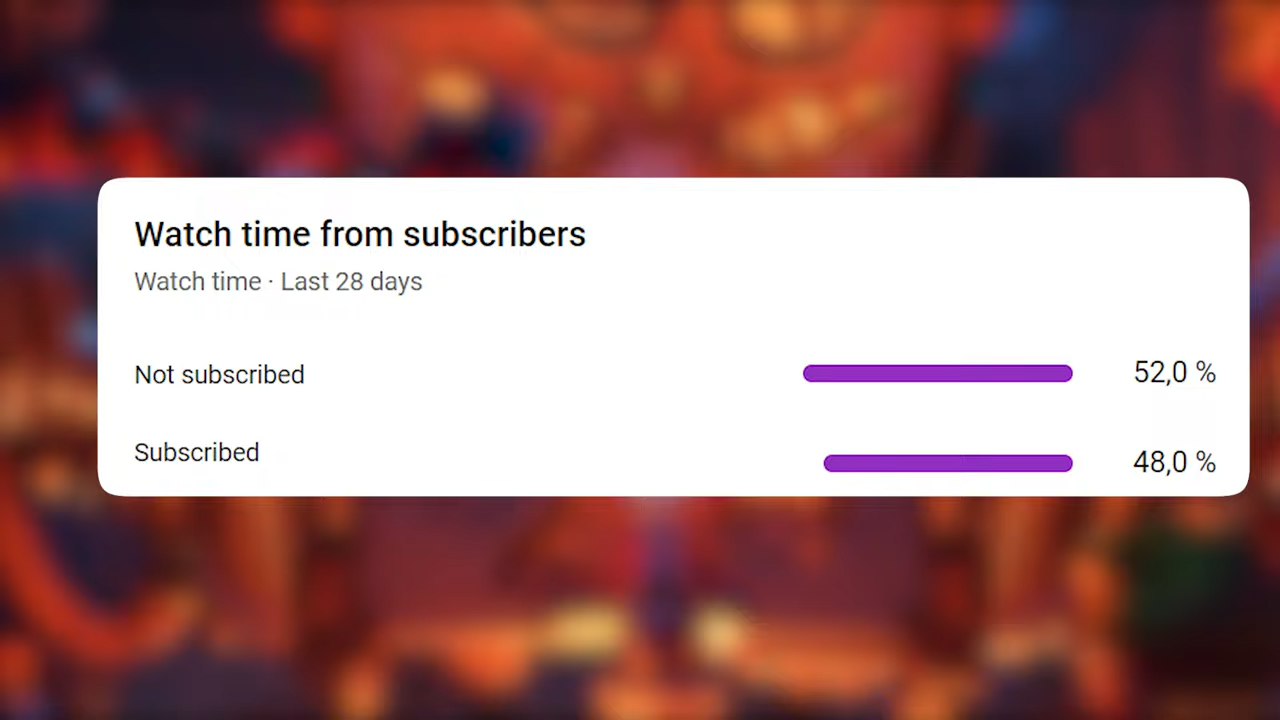 Watch time from subscribers
Watch time · Last 28 days
Not subscribed 52,0 %
Subscribed 48,0 %